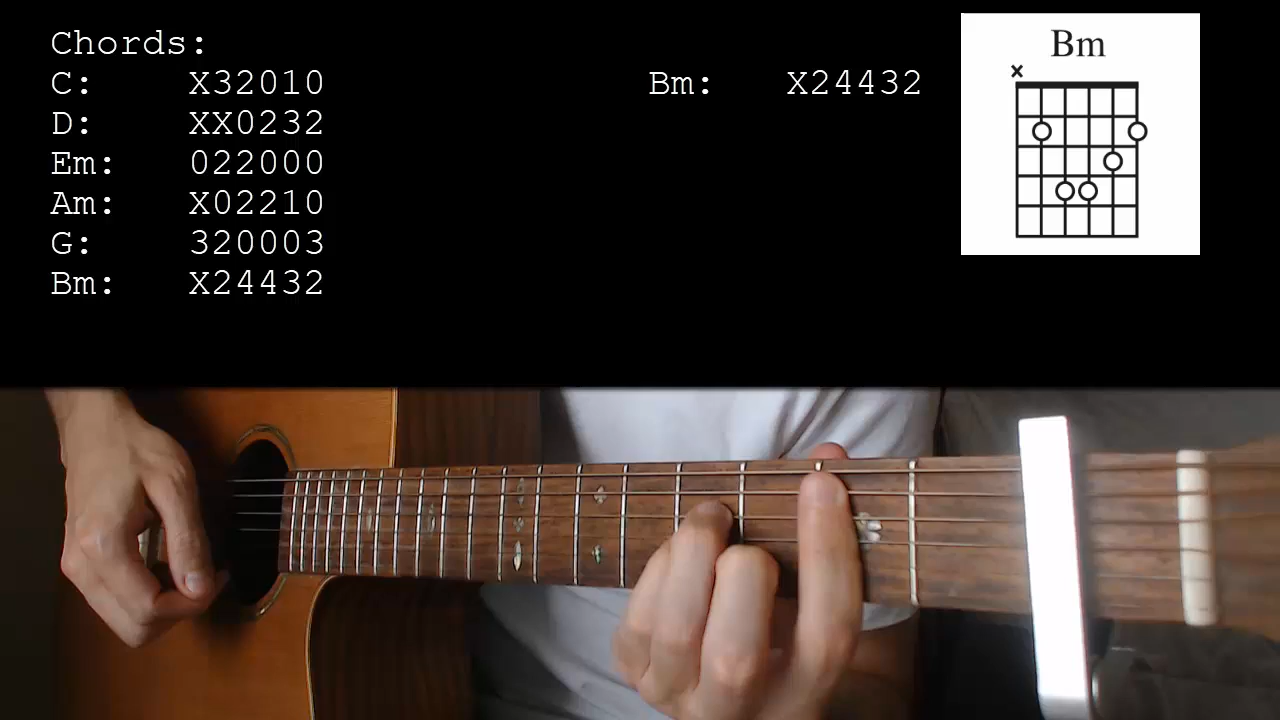 Chords:
C: X32010
D: XX0232
Em: 022000
Am: X02210
G: 320003
Bm: X24432
Bm: X24432
Bm
x